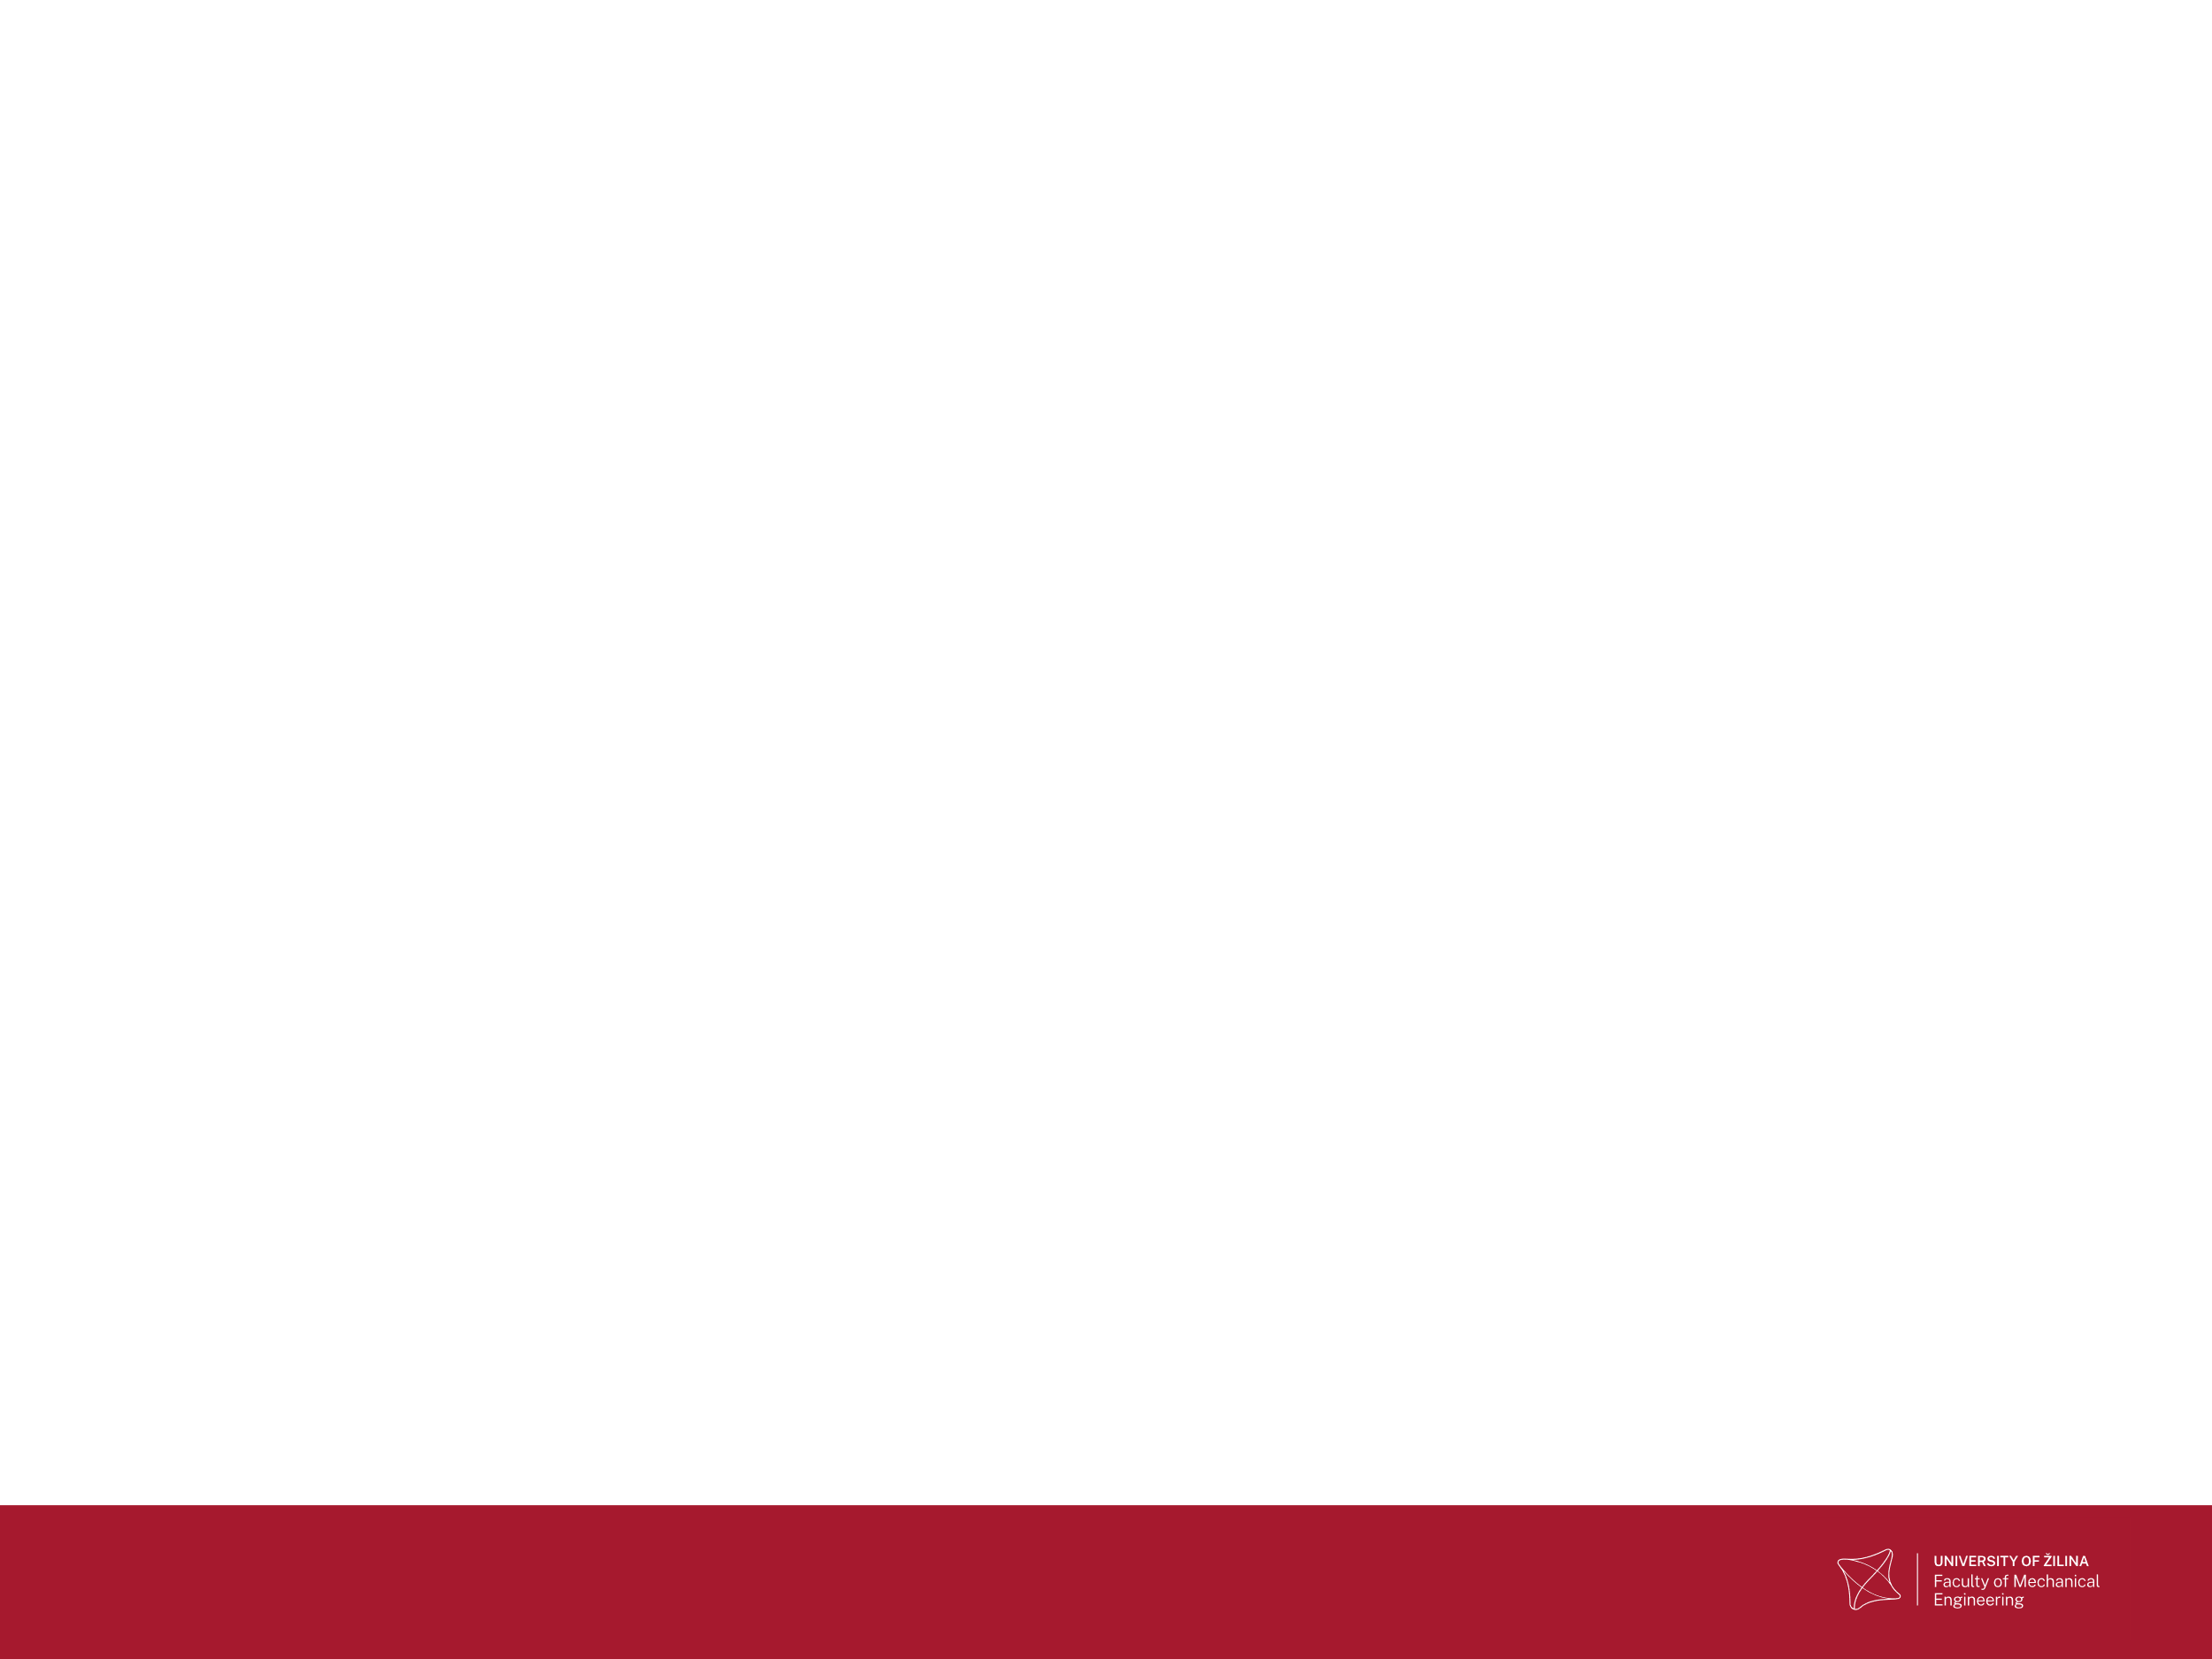 UNIVERSITY OF ŽILINA
Faculty of Mechanical
Engineering